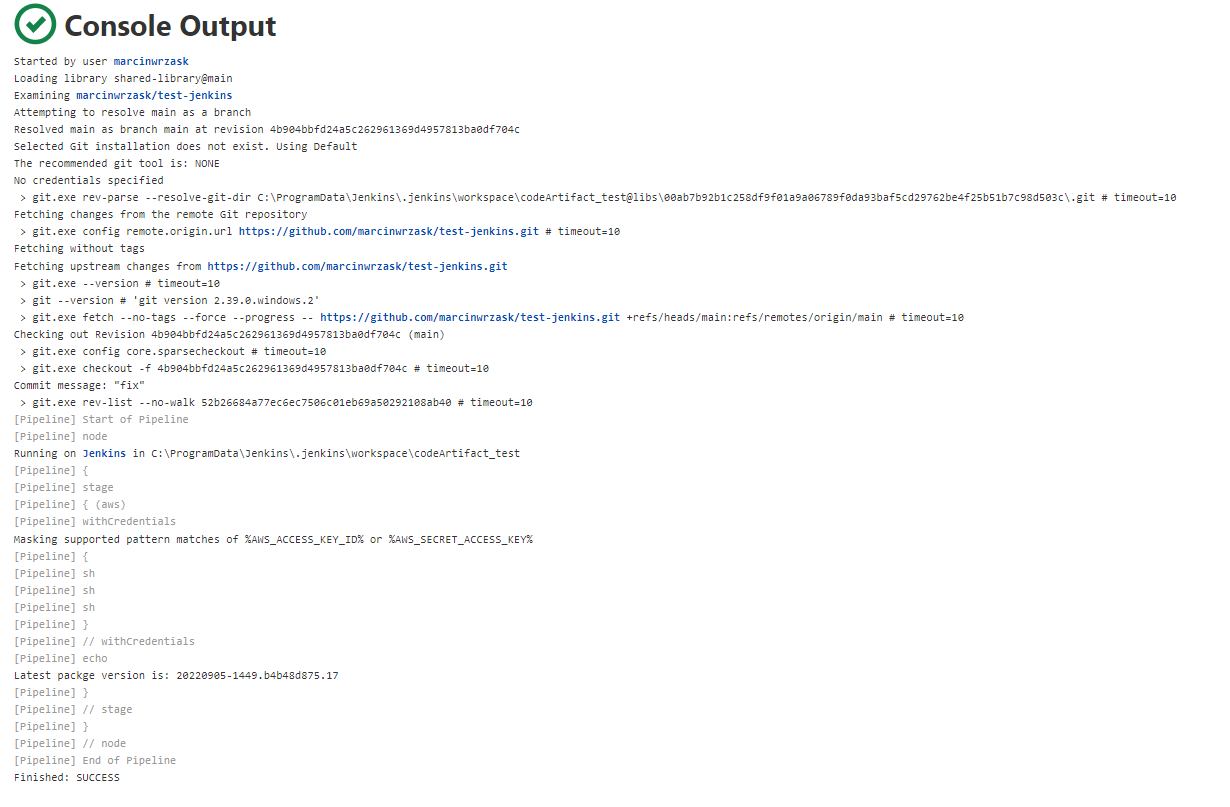 Console Output
Started by user marcinwrzask
Loading library shared-library@main
Examining marcinwrzask/test-jenkins
Attempting to resolve main as a branch
Resolved main as branch main at revision 4b904bbfd24a5c262961369d4957813ba0df704c
Selected Git installation does not exist. Using Default
The recommended git tool is: NONE
No credentials specified
 > git.exe rev-parse --resolve-git-dir C:\ProgramData\Jenkins\.jenkins\workspace\codeArtifact_test@libs\00ab7b92b1c258df9f01a9a06789f0da93baf5cd29762be4f25b51b7c98d503c\.git # timeout=10
Fetching changes from the remote Git repository
 > git.exe config remote.origin.url https://github.com/marcinwrzask/test-jenkins.git # timeout=10
Fetching without tags
Fetching upstream changes from https://github.com/marcinwrzask/test-jenkins.git
 > git.exe --version # timeout=10
 > git --version # 'git version 2.39.0.windows.2'
 > git.exe fetch --no-tags --force --progress -- https://github.com/marcinwrzask/test-jenkins.git +refs/heads/main:refs/remotes/origin/main # timeout=10
Checking out Revision 4b904bbfd24a5c262961369d4957813ba0df704c (main)
 > git.exe config core.sparsecheckout # timeout=10
 > git.exe checkout -f 4b904bbfd24a5c262961369d4957813ba0df704c # timeout=10
Commit message: "fix"
 > git.exe rev-list --no-walk 52b26684a77ec6ec7506c01eb69a50292108ab40 # timeout=10
[Pipeline] Start of Pipeline
[Pipeline] node
Running on Jenkins in C:\ProgramData\Jenkins\.jenkins\workspace\codeArtifact_test
[Pipeline] {
[Pipeline] stage
[Pipeline] { (aws)
[Pipeline] withCredentials
Masking supported pattern matches of %AWS_ACCESS_KEY_ID% or %AWS_SECRET_ACCESS_KEY%
[Pipeline] {
[Pipeline] sh
[Pipeline] sh
[Pipeline] sh
[Pipeline] }
[Pipeline] // withCredentials
[Pipeline] echo
Latest packge version is: 20220905-1449.b4b48d875.17
[Pipeline] }
[Pipeline] // stage
[Pipeline] }
[Pipeline] // node
[Pipeline] End of Pipeline
Finished: SUCCESS